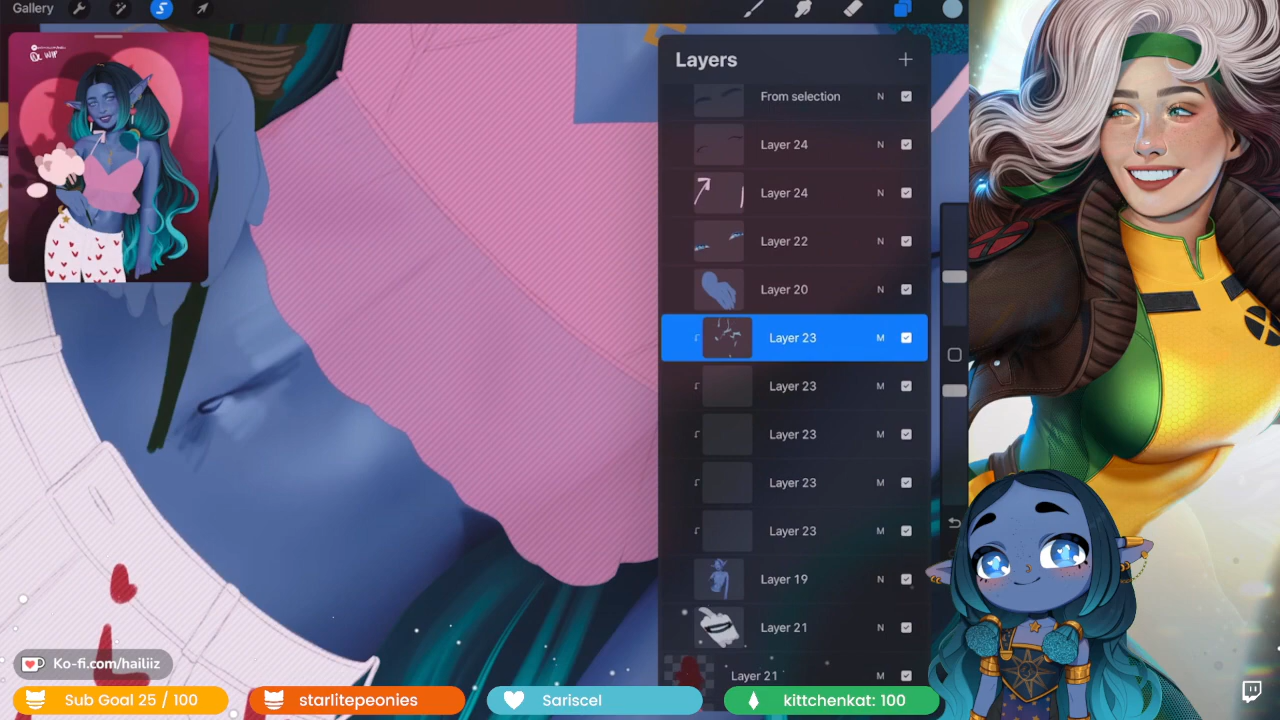 Gallery
Layers
From selection N
Layer 24 N
Layer 24 N
Layer 22 N
Layer 20 N
Layer 23 M
Layer 23 M
Layer 23 M
Layer 23 M
Layer 23 M
Layer 19 N
Layer 21 N
Layer 21 M
WIP
Ko-fi.com/hailiiz
Sub Goal 25 / 100
starlitepeonies
Sariscel
kittchenkat: 100